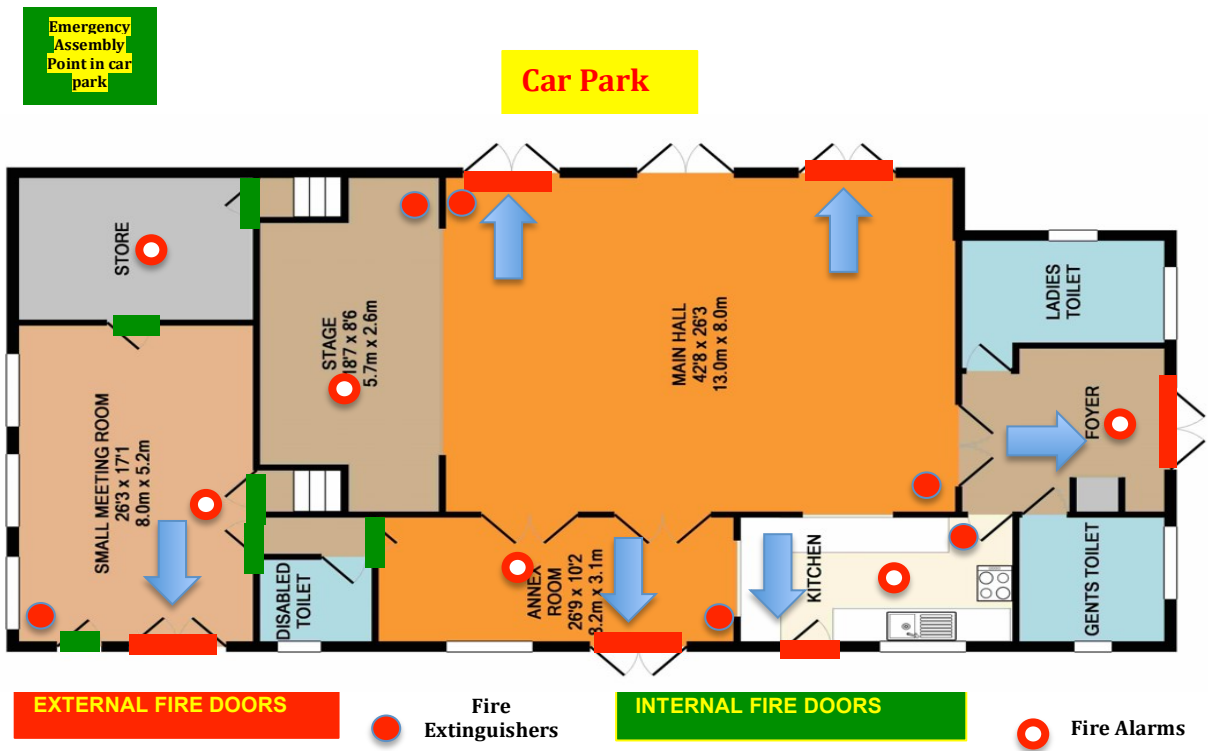 Emergency
Assembly
Point in car
park
Car Park
STORE
STAGE
18'7 x 8'6
5.7m x 2.6m
MAIN HALL
42'8 x 26'3
13.0m x 8.0m
LADIES
TOILET
FOYER
SMALL MEETING ROOM
26'3 x 17'1
8.0m x 5.2m
DISABLED
TOILET
ANNEX
ROOM
26'9 x 10'2
8.2m x 3.1m
KITCHEN
GENTS TOILET
EXTERNAL FIRE DOORS
Fire
Extinguishers
INTERNAL FIRE DOORS
Fire Alarms